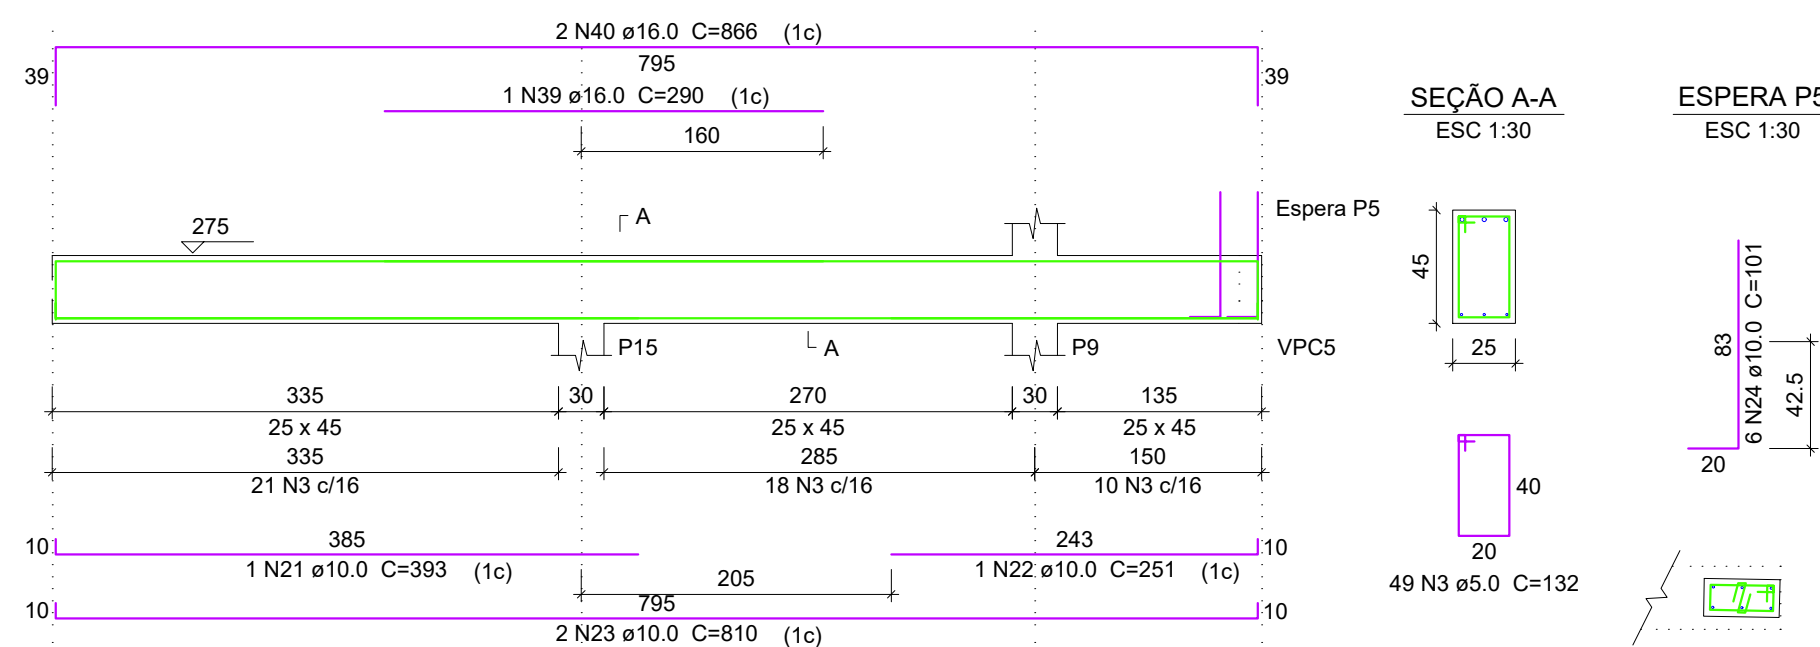 2 N40 ø16.0 C=866 (1c)
39
795
39
1 N39 ø16.0 C=290 (1c)
160
275
A
Espera P5
P15
A
P9
VPC5
335
30
270
30
135
25 x 45
25 x 45
25 x 45
335
285
150
21 N3 c/16
18 N3 c/16
10 N3 c/16
10
385
243
10
1 N21 ø10.0 C=393 (1c)
1 N22 ø10.0 C=251 (1c)
205
10
795
10
2 N23 ø10.0 C=810 (1c)
SEÇÃO A-A
ESC 1:30
45
25
40
20
49 N3 ø5.0 C=132
ESPERA P5
ESC 1:30
83
6 N24 ø10.0 C=101
42.5
20